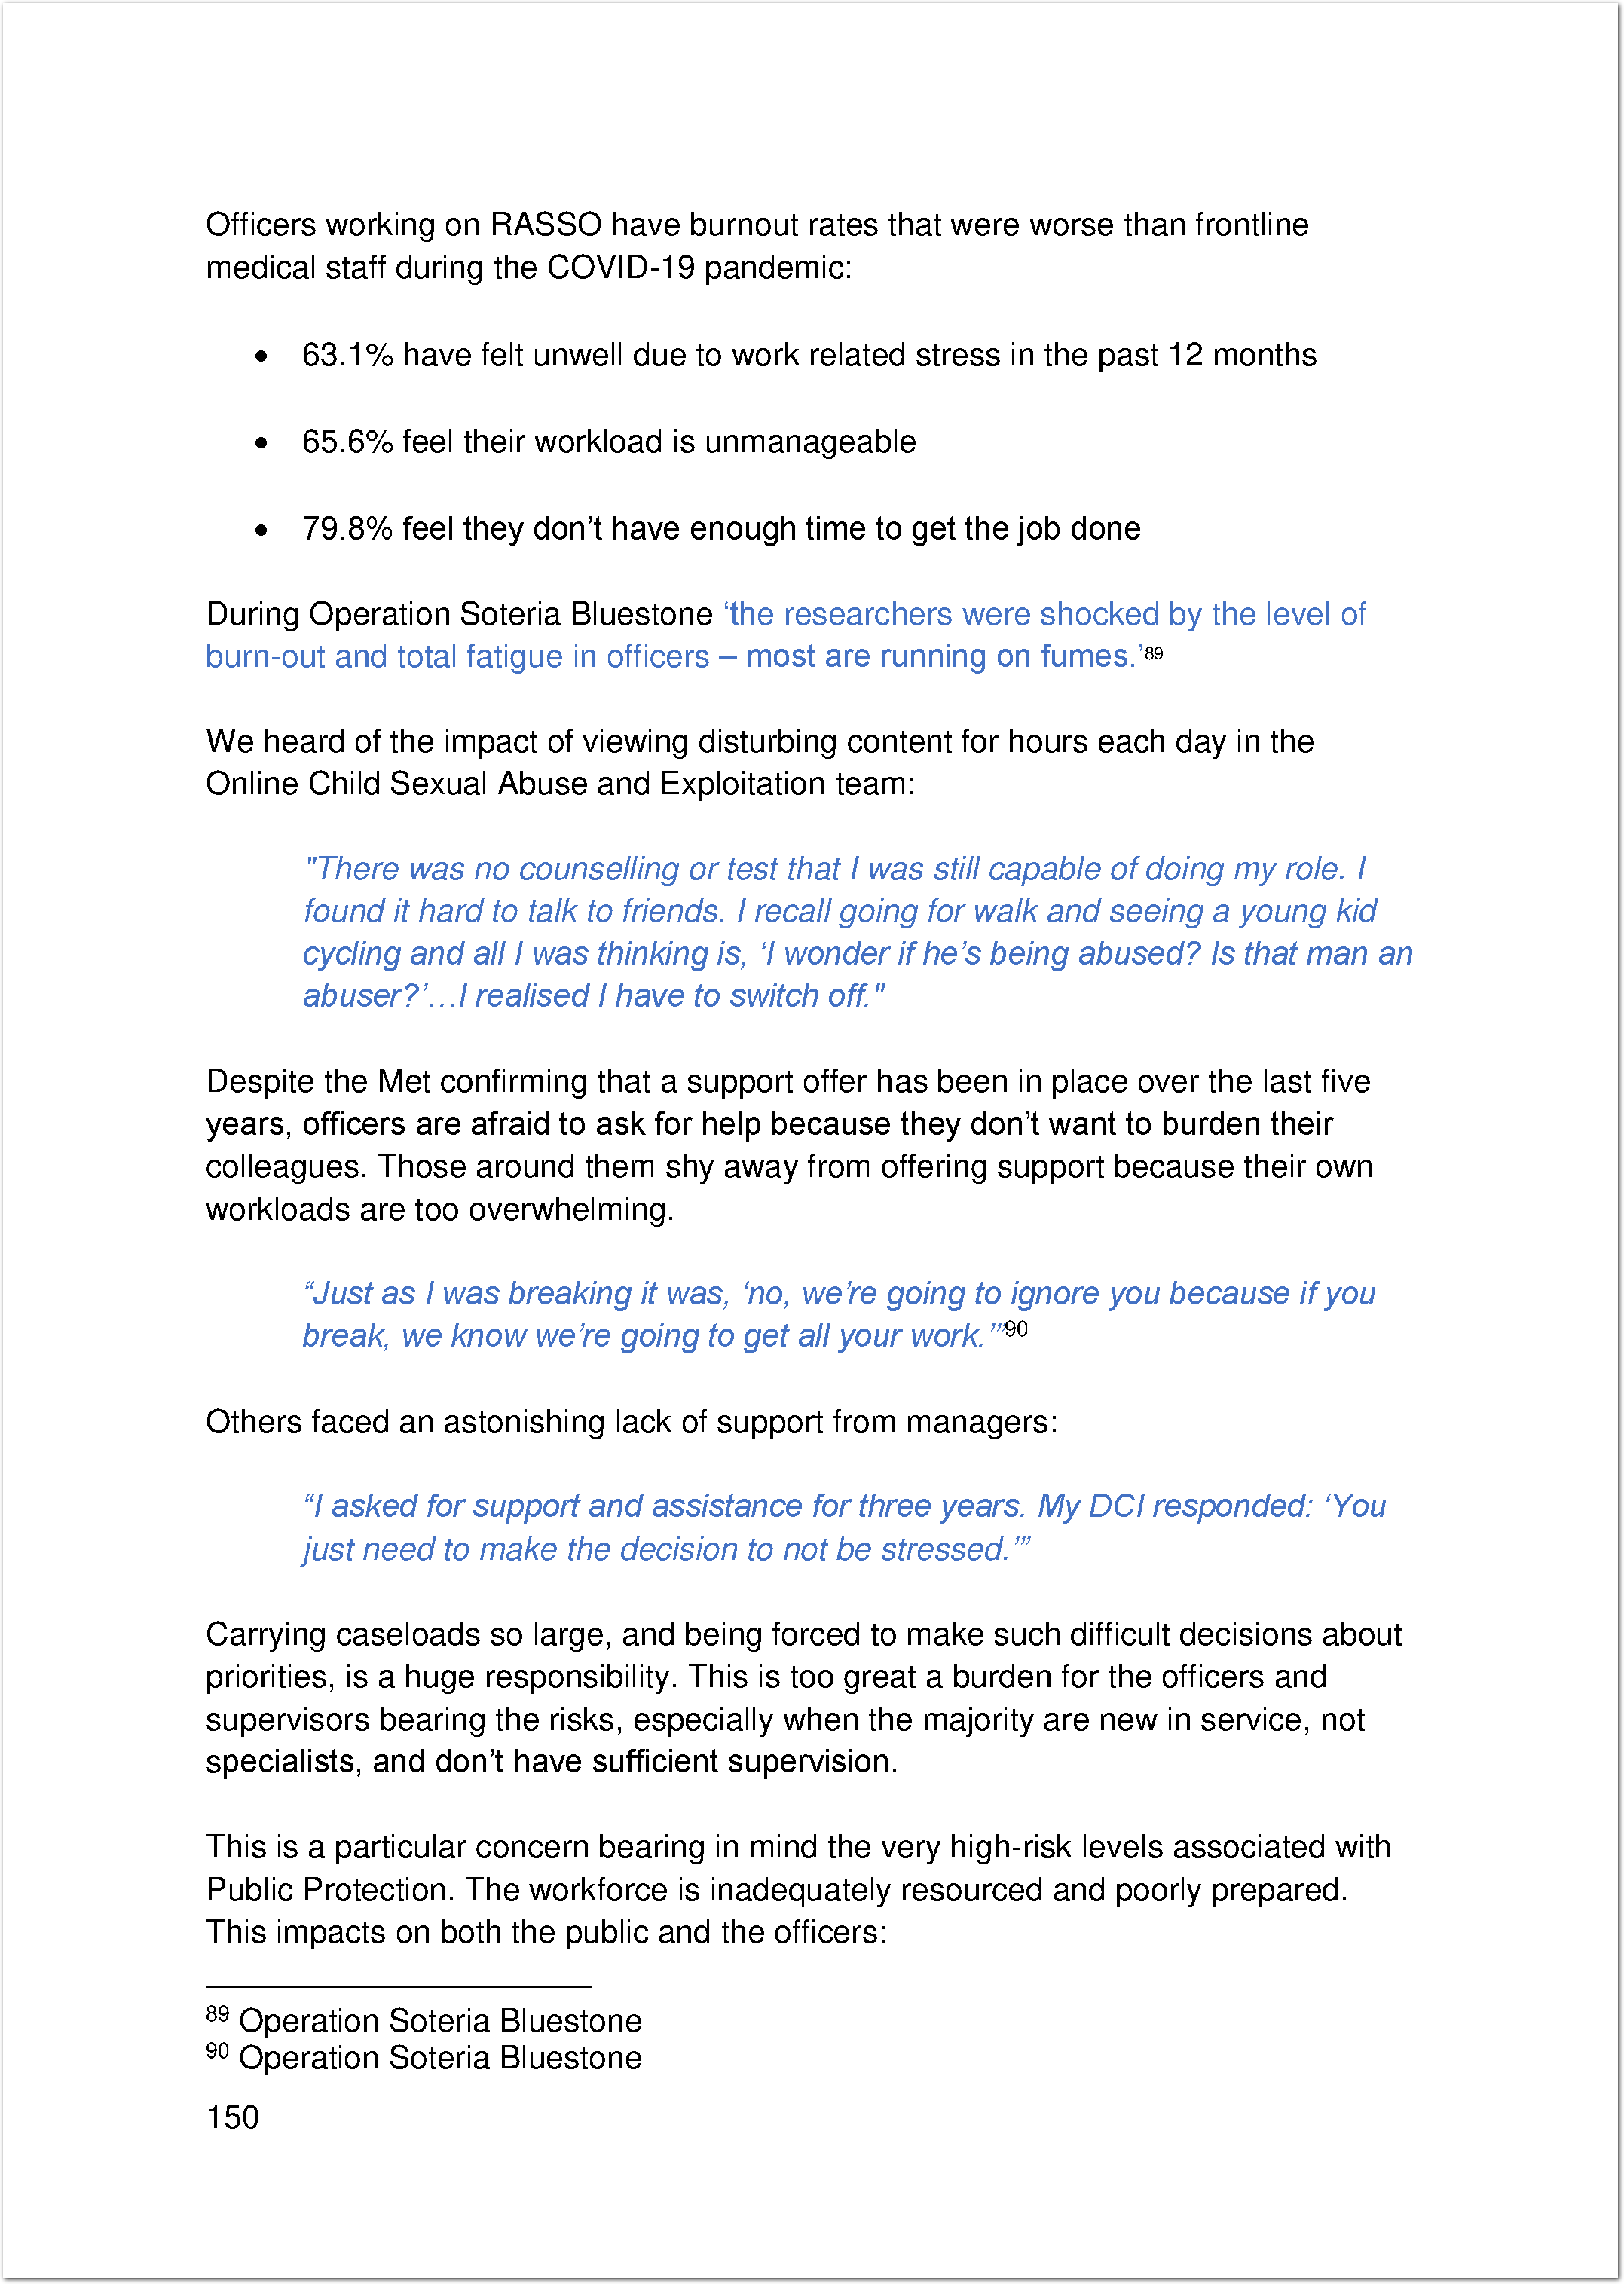 Officers working on RASSO have burnout rates that were worse than frontline
medical staff during the COVID-19 pandemic:
• 63.1% have felt unwell due to work related stress in the past 12 months
• 65.6% feel their workload is unmanageable
• 79.8% feel they don’t have enough time to get the job done
During Operation Soteria Bluestone ‘the researchers were shocked by the level of
burn-out and total fatigue in officers – most are running on fumes.’89
We heard of the impact of viewing disturbing content for hours each day in the
Online Child Sexual Abuse and Exploitation team:
"There was no counselling or test that I was still capable of doing my role. I
found it hard to talk to friends. I recall going for walk and seeing a young kid
cycling and all I was thinking is, ‘I wonder if he’s being abused? Is that man an
abuser?’…I realised I have to switch off."
Despite the Met confirming that a support offer has been in place over the last five
years, officers are afraid to ask for help because they don’t want to burden their
colleagues. Those around them shy away from offering support because their own
workloads are too overwhelming.
“Just as I was breaking it was, ‘no, we’re going to ignore you because if you
break, we know we’re going to get all your work.’”90
Others faced an astonishing lack of support from managers:
“I asked for support and assistance for three years. My DCI responded: ‘You
just need to make the decision to not be stressed.’”
Carrying caseloads so large, and being forced to make such difficult decisions about
priorities, is a huge responsibility. This is too great a burden for the officers and
supervisors bearing the risks, especially when the majority are new in service, not
specialists, and don’t have sufficient supervision.
This is a particular concern bearing in mind the very high-risk levels associated with
Public Protection. The workforce is inadequately resourced and poorly prepared.
This impacts on both the public and the officers:
89 Operation Soteria Bluestone
90 Operation Soteria Bluestone
150